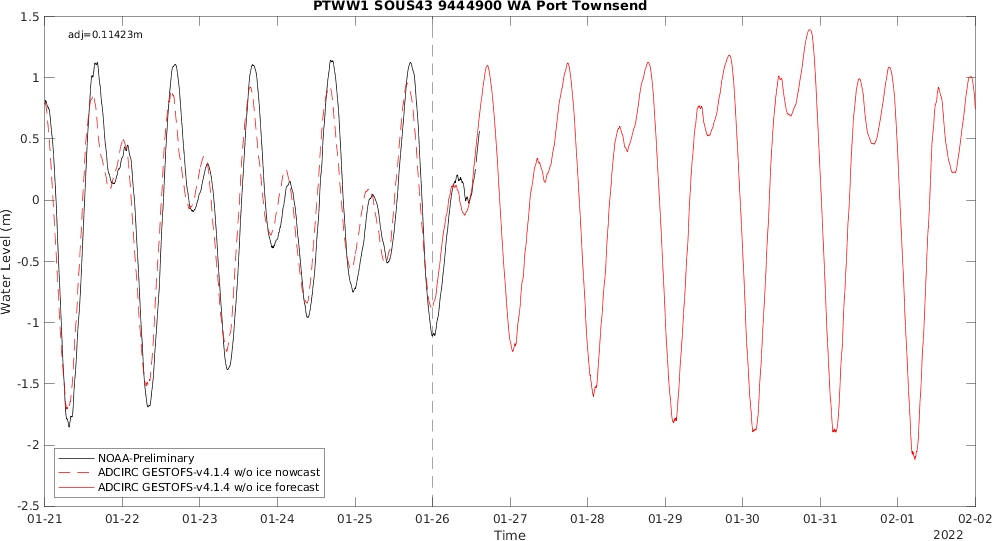 PTWW1 SOUS43 9444900 WA Port Townsend
adj=0.11423m
1.5
1
0.5
0
-0.5
-1
-1.5
-2
-2.5
Water Level (m)
NOAA-Preliminary
ADCIRC GESTOFS-v4.1.4 w/o ice nowcast
ADCIRC GESTOFS-v4.1.4 w/o ice forecast
01-21 01-22 01-23 01-24 01-25 01-26 01-27 01-28 01-29 01-30 01-31 02-01 02-02
Time
2022